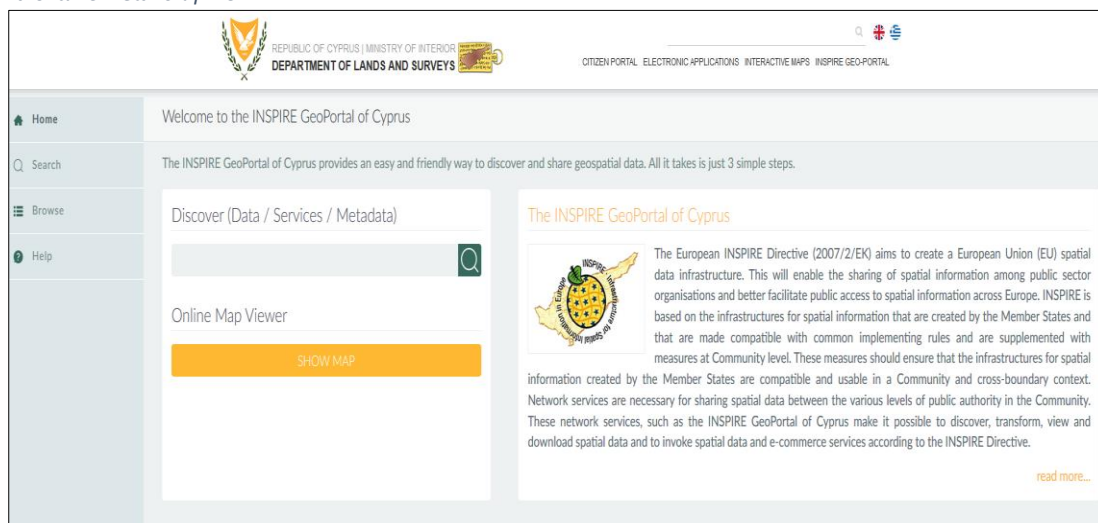 REPUBLIC OF CYPRUS | MINISTRY OF INTERIOR
DEPARTMENT OF LANDS AND SURVEYS
CITIZEN PORTAL ELECTRONIC APPLICATIONS INTERACTIVE MAPS INSPIRE GEO-PORTAL
Home
Search
Browse
Help
Welcome to the INSPIRE GeoPortal of Cyprus
The INSPIRE GeoPortal of Cyprus provides an easy and friendly way to discover and share geospatial data. All it takes is just 3 simple steps.
Discover (Data / Services / Metadata)
Online Map Viewer
SHOW MAP
The INSPIRE GeoPortal of Cyprus
INSPIRE
Infrastructure for Spatial
Information in Europe
The European INSPIRE Directive (2007/2/EK) aims to create a European Union (EU) spatial
data infrastructure. This will enable the sharing of spatial information among public sector
organisations and better facilitate public access to spatial information across Europe. INSPIRE is
based on the infrastructures for spatial information that are created by the Member States and
that are made compatible with common implementing rules and are supplemented with
measures at Community level. These measures should ensure that the infrastructures for spatial
information created by the Member States are compatible and usable in a Community and cross-boundary context.
Network services are necessary for sharing spatial data between the various levels of public authority in the Community.
These network services, such as the INSPIRE GeoPortal of Cyprus make it possible to discover, transform, view and
download spatial data and to invoke spatial data and e-commerce services according to the INSPIRE Directive.
read more...